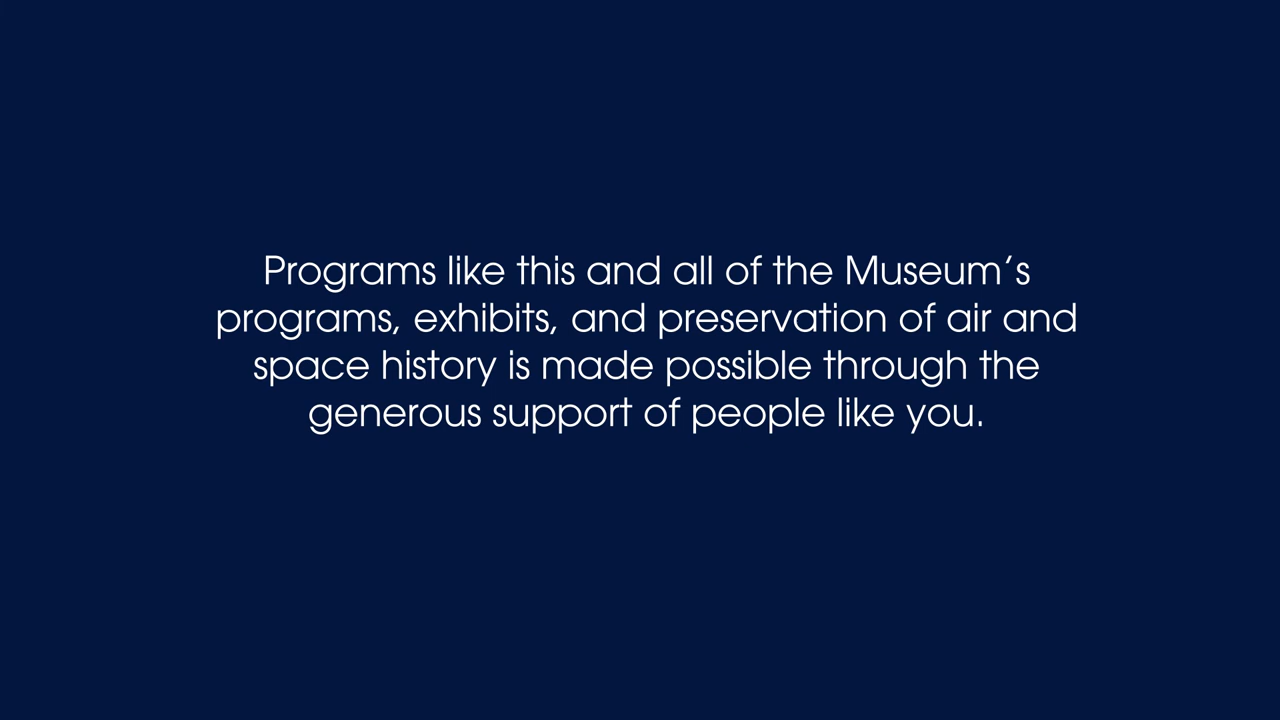 Programs like this and all of the Museum’s
programs, exhibits, and preservation of air and
space history is made possible through the
generous support of people like you.